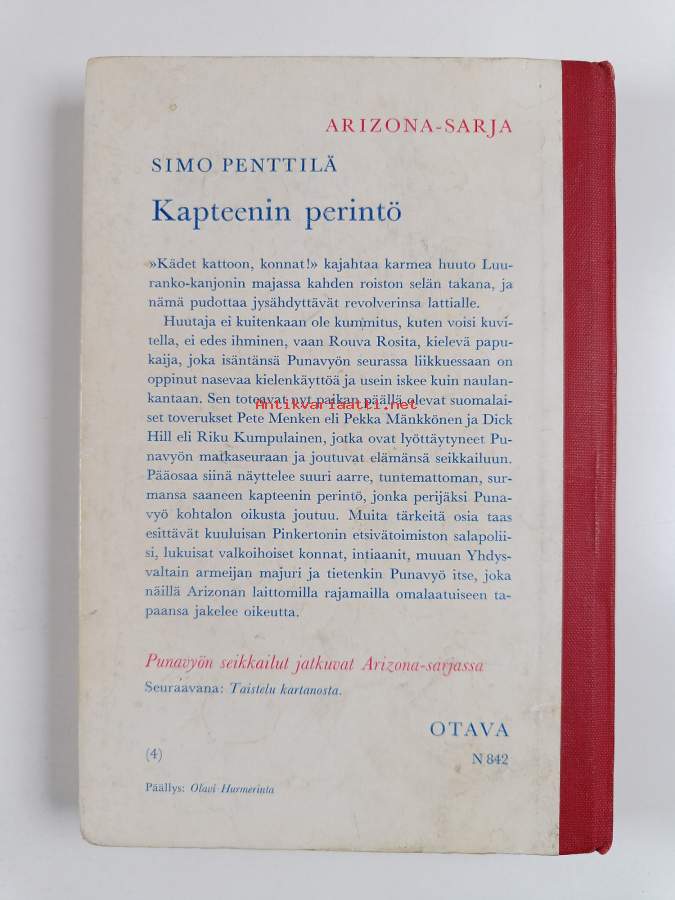 ARIZONA-SARJA
SIMO PENTTILÄ
Kapteenin perintö
»Kädet kattoon, konnat!» kajahtaa karmea huuto Luu-
ranko-kanjonin majassa kahden roiston selän takana, ja
nämä pudottaa jysähdyttävät revolverinsa lattialle.
Huutaja ei kuitenkaan ole kummitus, kuten voisi kuvi-
tella, ei edes ihminen, vaan Rouva Rosita, kielevä papu-
kaija, joka isäntänsä Punavyön seurassa liikkuessaan on
oppinut nasevaa kielenkäyttöä ja usein iskee kuin naulan-
kantaan. Sen toteavat nyt paikan päällä olevat suomalai-
Antikvariaatti.net
set toverukset Pete Menken eli Pekka Mänkkönen ja Dick
Hill eli Riku Kumpulainen, jotka ovat lyöttäytyneet Pu-
navyön matkaseuraan ja joutuvat elämänsä seikkailuun.
Pääosaa siinä näyttelee suuri aarre, tuntemattoman, sur-
mansa saaneen kapteenin perintö, jonka perijäksi Puna-
vyö kohtalon oikusta joutuu. Muita tärkeitä osia taas
esittävät kuuluisan Pinkertonin etsivätoimiston salapolii-
si, lukuisat valkoihoiset konnat, intiaanit, muuan Yhdys-
valtain armeijan majuri ja tietenkin Punavyö itse, joka
näillä Arizonan laittomilla rajamailla omalaatuiseen ta-
paansa jakelee oikeutta.
Punavyön seikkailut jatkuvat Arizona-sarjassa
Seuraavana: Taistelu kartanosta.
OTAVA
(4)
N 842
Päällys: Olavi Hurmerinta